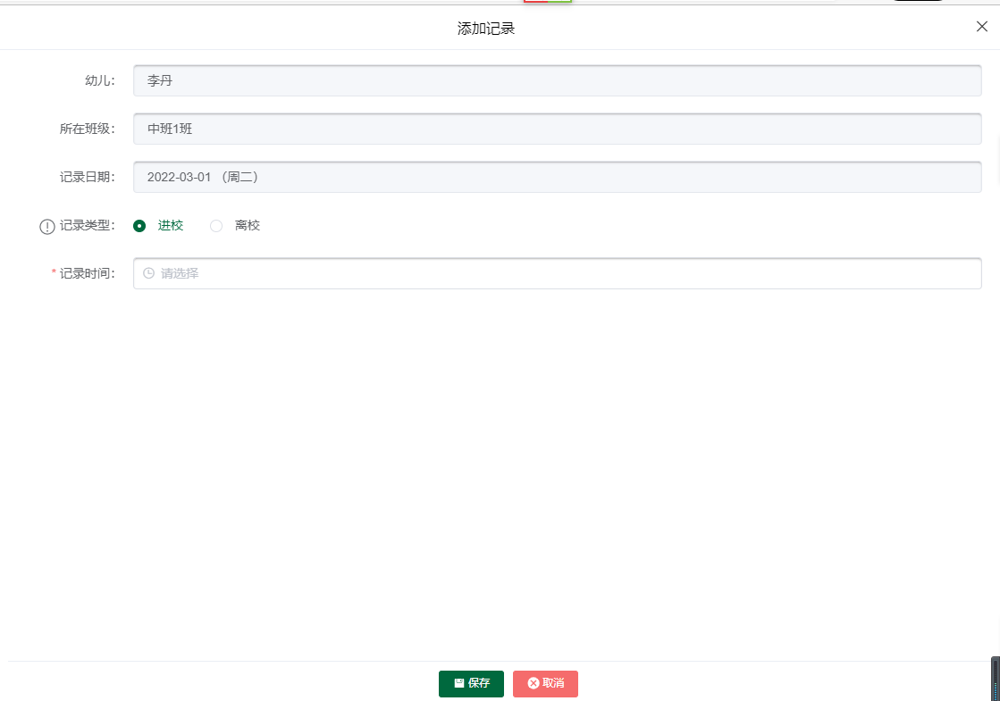 添加记录
幼儿： 李丹
所在班级： 中班1班
记录日期： 2022-03-01 （周二）
记录类型： 进校 离校
* 记录时间： 请选择
保存 取消